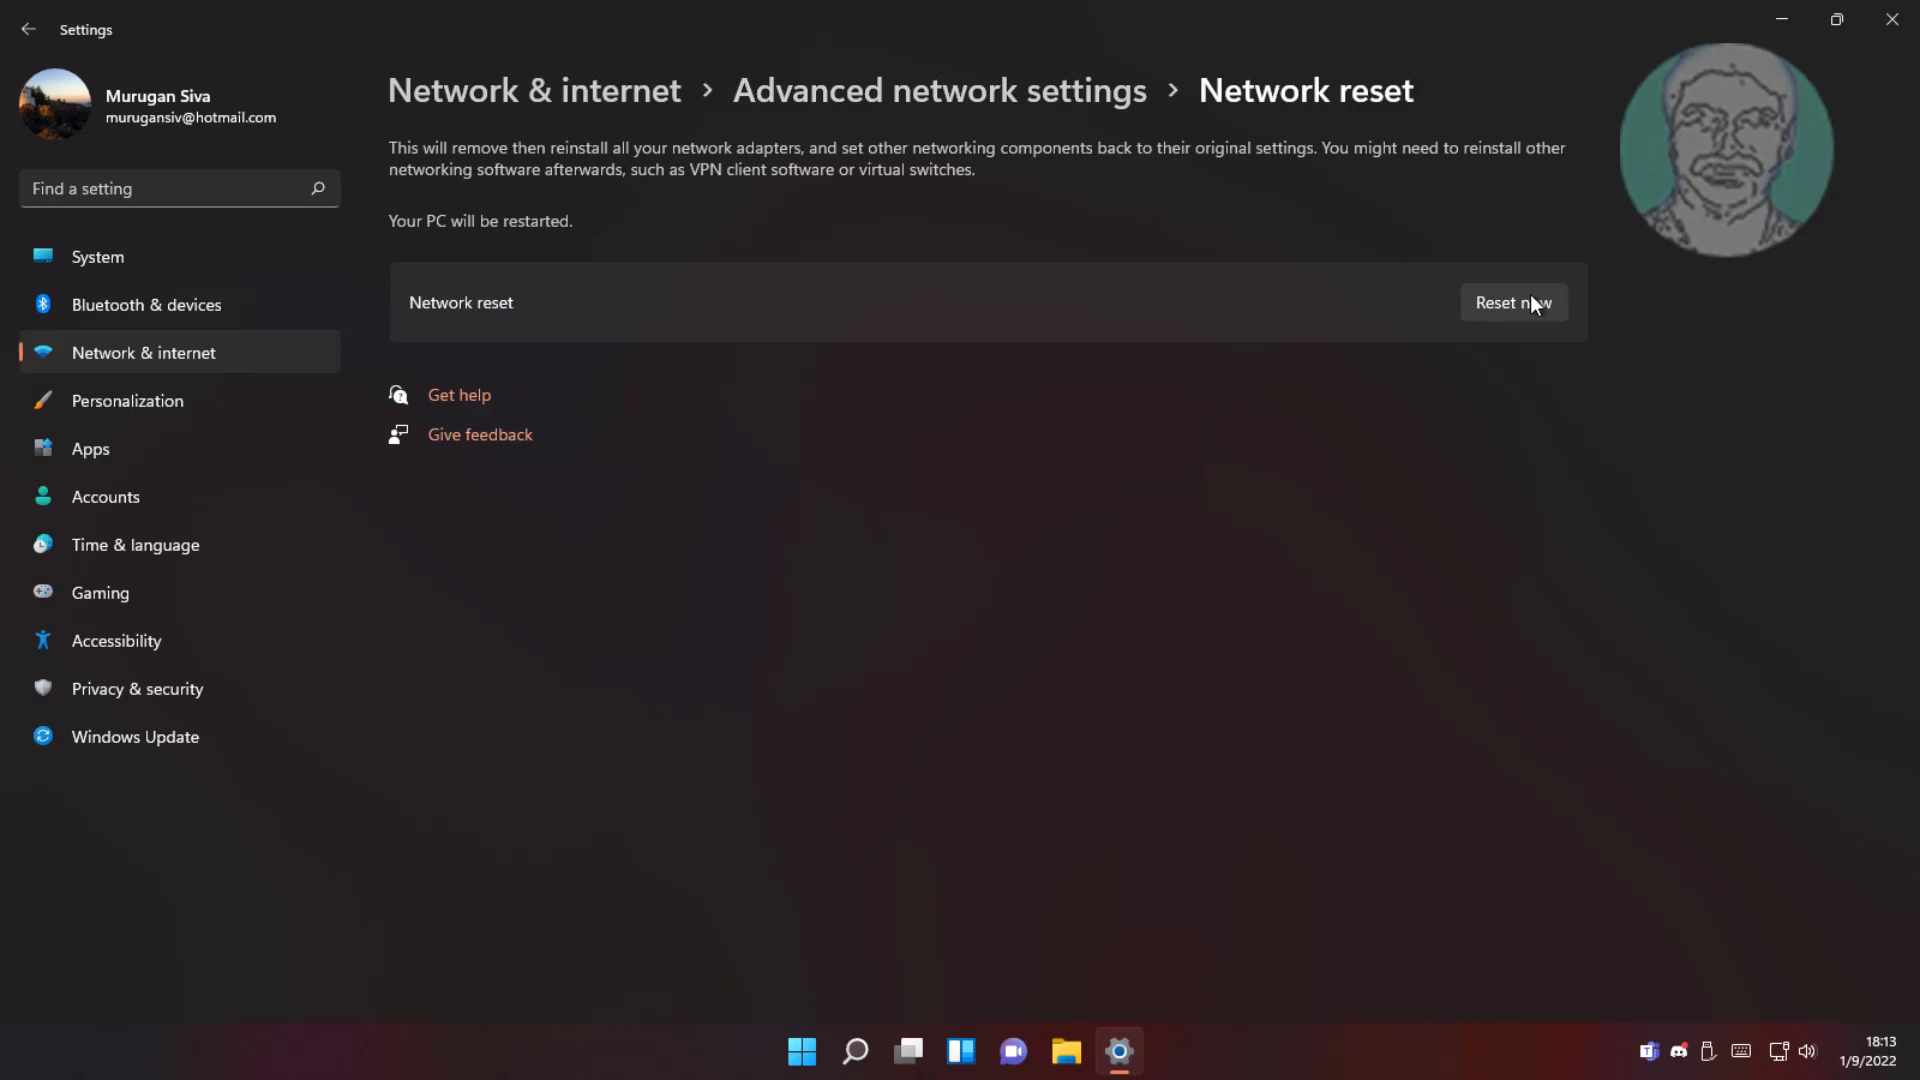 Settings
Murugan Siva
murugansiv@hotmail.com
Find a setting
System
Bluetooth & devices
Network & internet
Personalization
Apps
Accounts
Time & language
Gaming
Accessibility
Privacy & security
Windows Update
Network & internet > Advanced network settings > Network reset
This will remove then reinstall all your network adapters, and set other networking components back to their original settings. You might need to reinstall other
networking software afterwards, such as VPN client software or virtual switches.
Your PC will be restarted.
Network reset
Reset now
Get help
Give feedback
18:13
1/9/2022